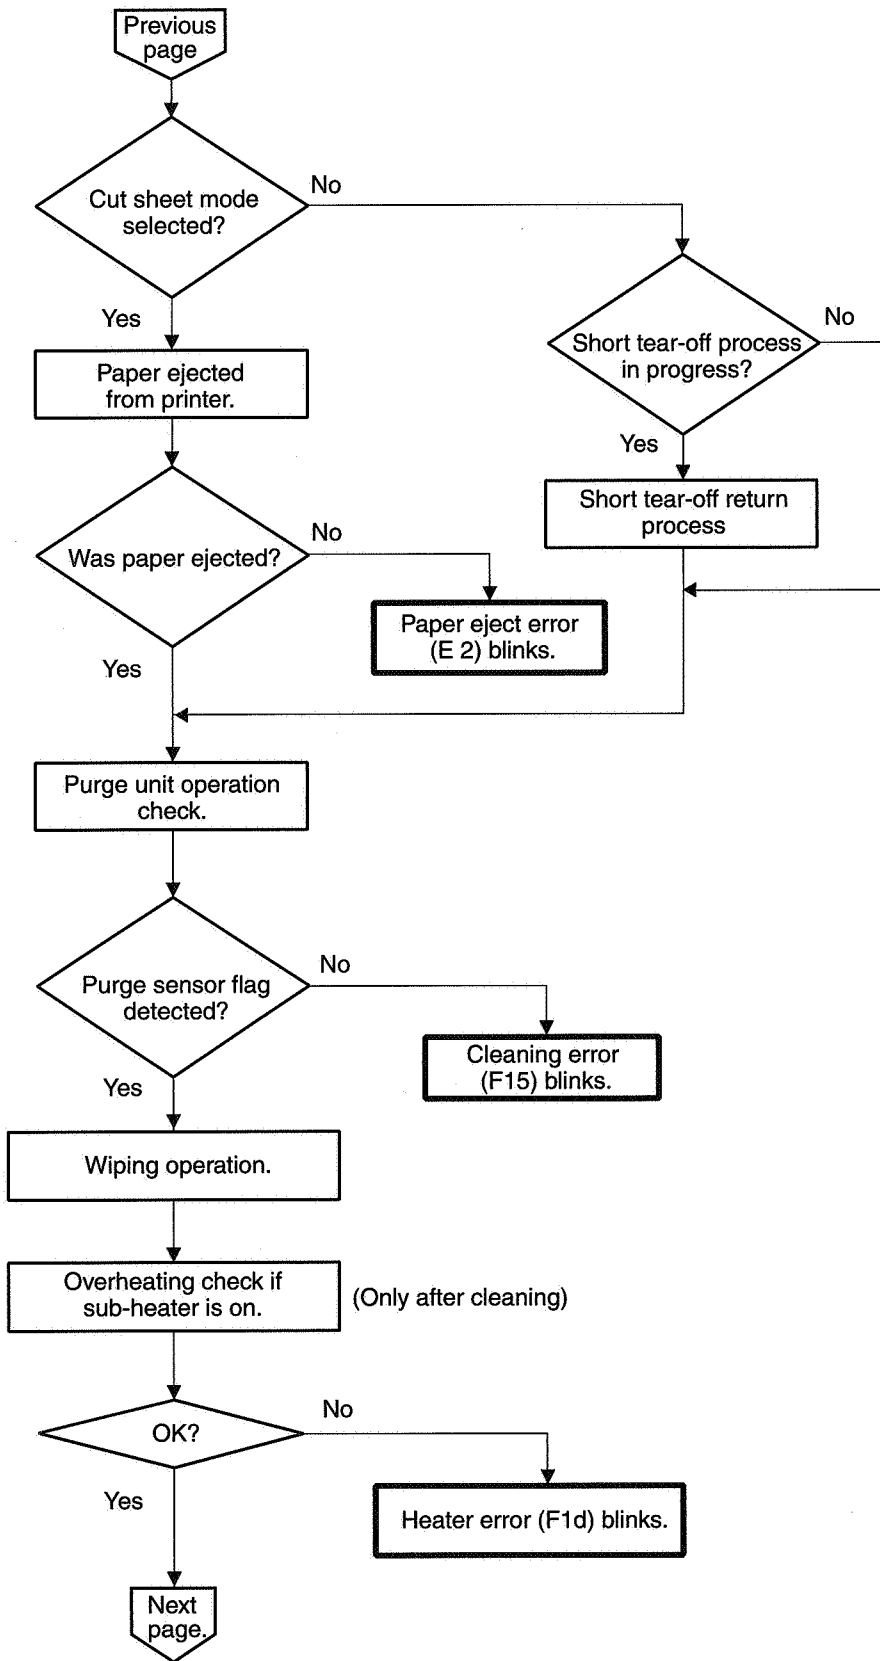 Previous
page
Cut sheet mode
selected?
No
Yes
Short tear-off process
in progress?
No
Yes
Paper ejected
from printer.
Short tear-off return
process
Was paper ejected?
No
Paper eject error
(E 2) blinks.
Yes
Purge unit operation
check.
Purge sensor flag
detected?
No
Cleaning error
(F15) blinks.
Yes
Wiping operation.
Overheating check if
sub-heater is on.
(Only after cleaning)
OK?
No
Heater error (F1d) blinks.
Yes
Next
page.